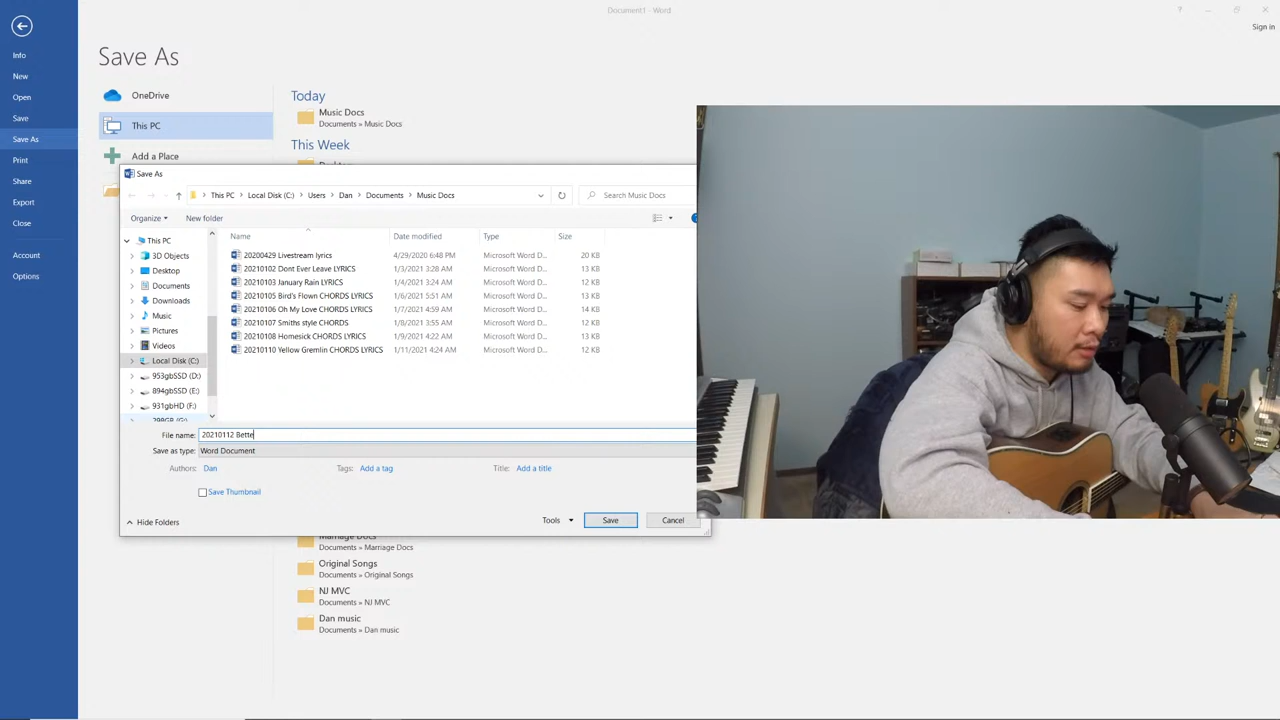 Document1 - Word
?
Sign in
Info
New
Open
Save
Save As
Print
Share
Export
Close
Account
Options
Save As
OneDrive
This PC
Add a Place
Today
Music Docs
Documents » Music Docs
This Week
Save As
This PC > Local Disk (C:) > Users > Dan > Documents > Music Docs
Search Music Docs
Organize
New folder
This PC
3D Objects
Desktop
Documents
Downloads
Music
Pictures
Videos
Local Disk (C:)
953gbSSD (D:)
894gbSSD (E:)
931gbHD (F:)
Name Date modified Type Size
20200429 Livestream lyrics 4/29/2020 6:48 PM Microsoft Word D... 20 KB
20210102 Dont Ever Leave LYRICS 1/3/2021 3:28 AM Microsoft Word D... 13 KB
20210103 January Rain LYRICS 1/4/2021 3:24 AM Microsoft Word D... 12 KB
20210105 Bird's Flown CHORDS LYRICS 1/6/2021 5:51 AM Microsoft Word D... 13 KB
20210106 Oh My Love CHORDS LYRICS 1/7/2021 4:09 AM Microsoft Word D... 14 KB
20210107 Smiths style CHORDS 1/8/2021 3:55 AM Microsoft Word D... 12 KB
20210108 Homesick CHORDS LYRICS 1/9/2021 4:22 AM Microsoft Word D... 13 KB
20210110 Yellow Gremlin CHORDS LYRICS 1/11/2021 4:24 AM Microsoft Word D... 12 KB
File name: 20210112 Bette
Save as type: Word Document
Authors: Dan
Tags: Add a tag
Title: Add a title
Save Thumbnail
Hide Folders
Tools
Save
Cancel
Marriage Docs
Documents » Marriage Docs
Original Songs
Documents » Original Songs
NJ MVC
Documents » NJ MVC
Dan music
Documents » Dan music